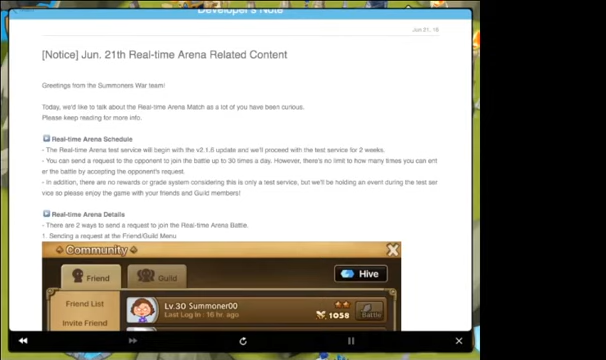 Developer's Note
Jun 21, 16
[Notice] Jun. 21th Real-time Arena Related Content
Greetings from the Summoners War team!
Today, we'd like to talk about the Real-time Arena Match as a lot of you have been curious.
Please keep reading for more info.
Real-time Arena Schedule
- The Real-time Arena test service will begin with the v2.1.8 update and we'll proceed with the test service for 2 weeks.
- You can send a request to the opponent to join the battle up to 30 times a day. However, there's no limit to how many times you can ent
er the battle by accepting the opponent's request.
- In addition, there are no rewards or grade system considering this is only a test service, but we'll be holding an event during the test ser
vice so please enjoy the game with your friends and Guild members!
Real-time Arena Details
- There are 2 ways to send a request to join the Real-time Arena Battle.
1. Sending a request at the Friend/Guild Menu
Community
Friend
Guild
Hive
Friend List
Lv.30 Summoner00
Last Log In : 16 hr. ago
1058
Battle
Invite Friend